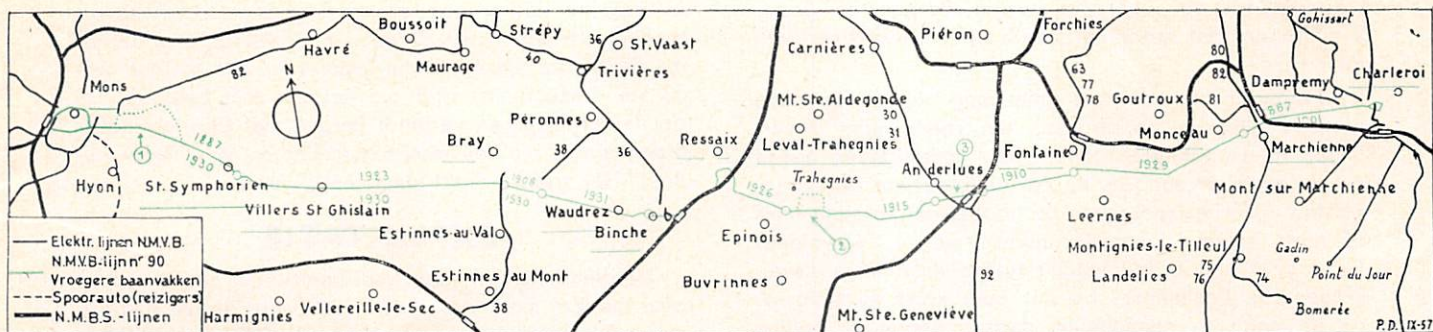 Boussoit
Strépy
Havré
36
St. Vaast
Maurage
40
Trivières
82
Mons
N
Péronnes
1887
1930
Bray
38
36
1
Hyon
St. Symphorien
1923
1930
Villers St Ghislain
1908
1930
1931
Waudrez
Binche
Estinnes-au-Val
Estinnes au Mont
38
Harmignies
Vellereille-le-Sec
Elektr. lijnen N.M.V.B.
N.M.V.B.-lijn nr 90
Vroegere baanvakken
Spoorauto (reizigers)
N.M.B.S.-lijnen
Carnières
Piéton
Forchies
Mt. Ste. Aldegonde
30
31
Leval-Trahegnies
Ressaix
Trahegnies
1926
Epinois
2
1915
Anderlues
3
1910
Buvrinnes
Mt. Ste. Geneviève
92
63
77
78
Fontaine
Goutroux
81
80
82
Monceau
1929
Leernes
Gohissart
Dampremy
Charleroi
Marchienne
Mont sur Marchienne
Montignies-le-Tilleul
Landelies
75
76
74
Gadin
Point du Jour
Bomerée
P.D. IX-57